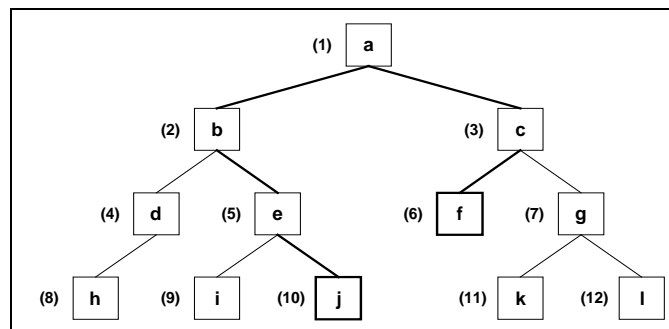 (1) a
(2) b (3) c
(4) d (5) e (6) f (7) g
(8) h (9) i (10) j (11) k (12) l